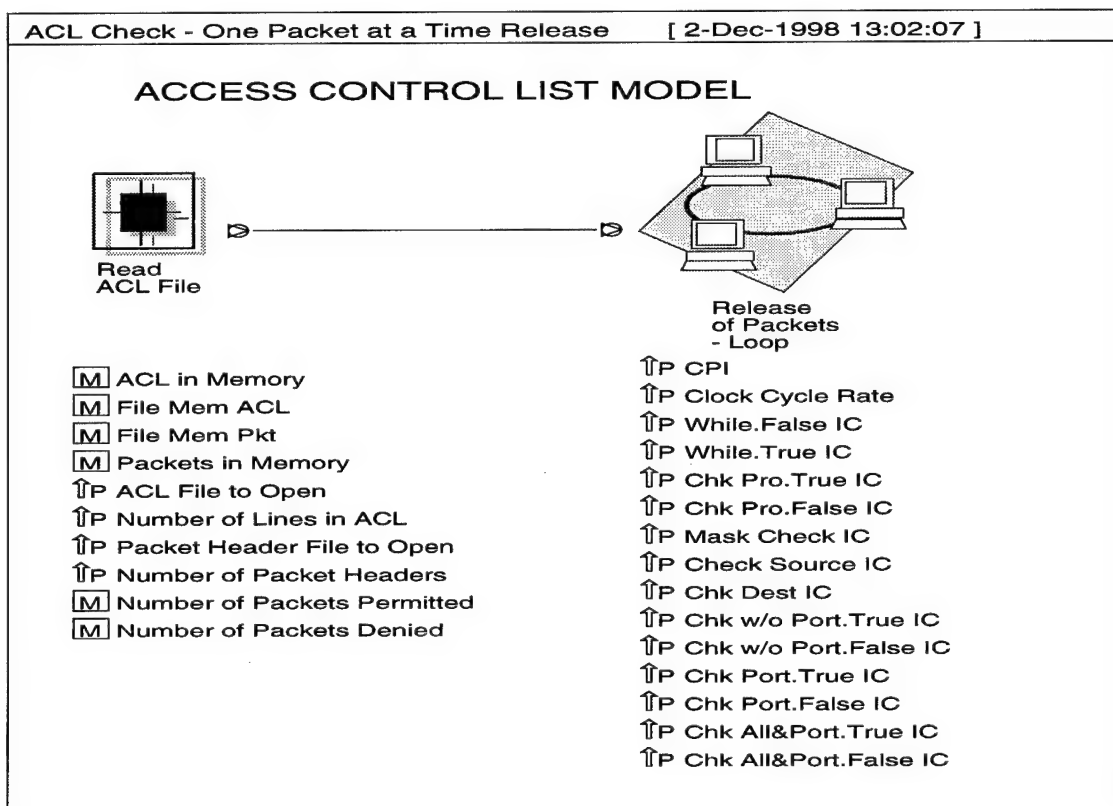 ACL Check - One Packet at a Time Release [ 2-Dec-1998 13:02:07 ]
ACCESS CONTROL LIST MODEL
Read
ACL File
Release
of Packets
- Loop
M ACL in Memory
M File Mem ACL
M File Mem Pkt
M Packets in Memory
⇑P ACL File to Open
⇑P Number of Lines in ACL
⇑P Packet Header File to Open
⇑P Number of Packet Headers
M Number of Packets Permitted
M Number of Packets Denied
⇑P CPI
⇑P Clock Cycle Rate
⇑P While.False IC
⇑P While.True IC
⇑P Chk Pro.True IC
⇑P Chk Pro.False IC
⇑P Mask Check IC
⇑P Check Source IC
⇑P Chk Dest IC
⇑P Chk w/o Port.True IC
⇑P Chk w/o Port.False IC
⇑P Chk Port.True IC
⇑P Chk Port.False IC
⇑P Chk All&Port.True IC
⇑P Chk All&Port.False IC